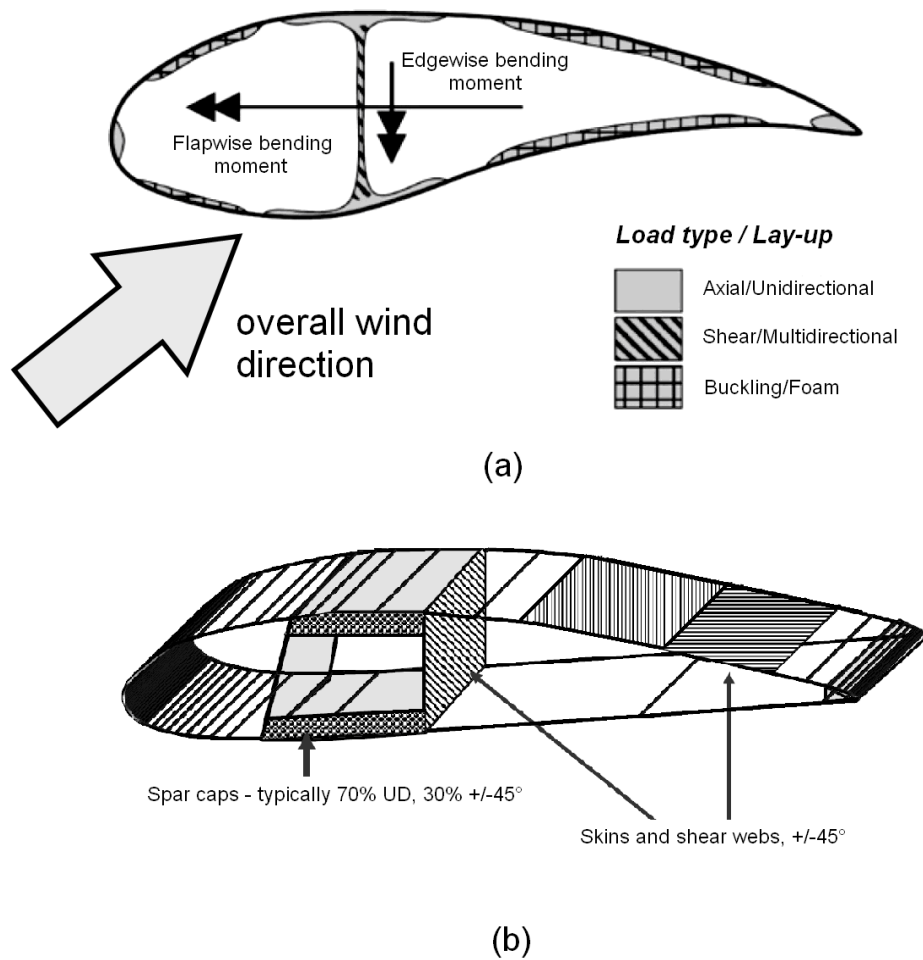 Edgewise bending
moment
Flapwise bending
moment
overall wind
direction
Load type / Lay-up
Axial/Unidirectional
Shear/Multidirectional
Buckling/Foam
(a)
Spar caps - typically 70% UD, 30% +/-45°
Skins and shear webs, +/-45°
(b)